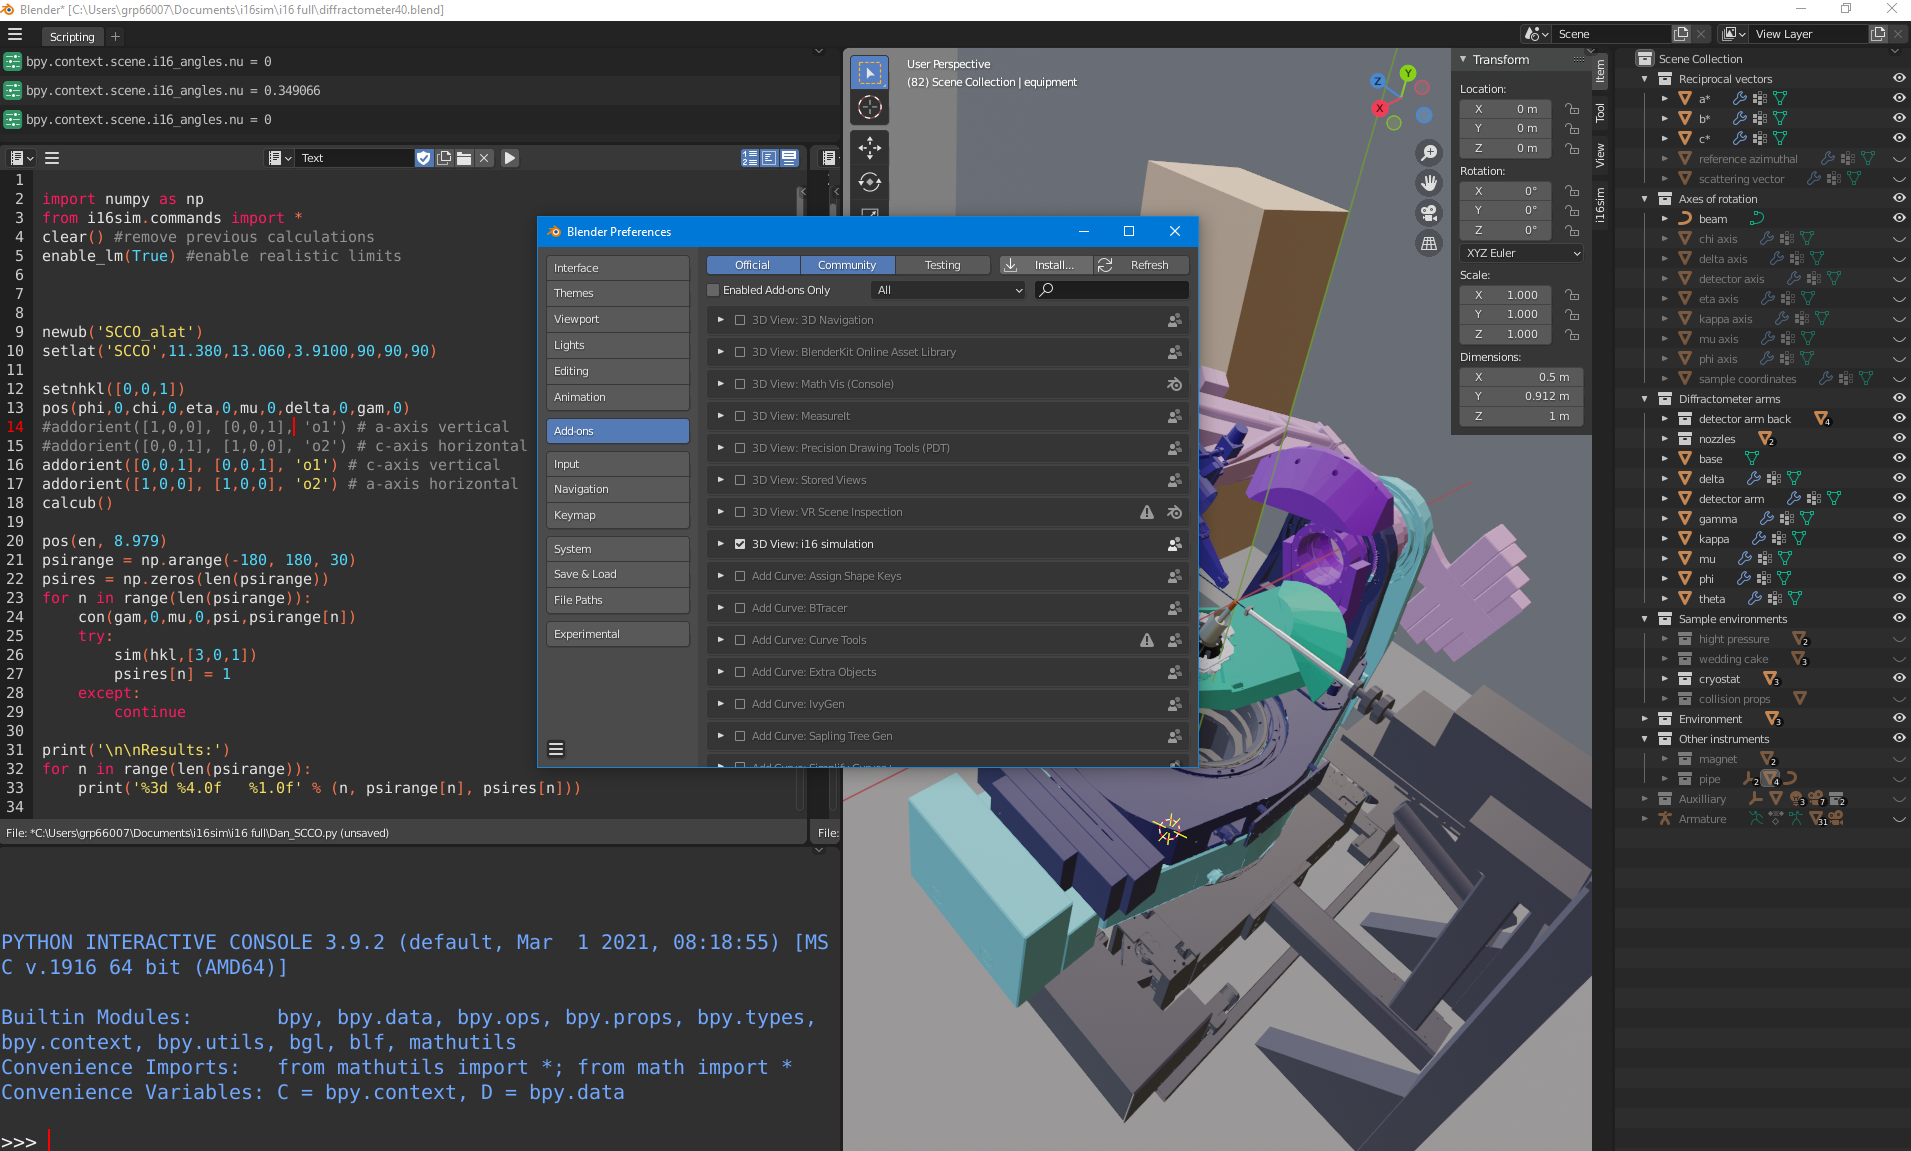 Blender* [C:\Users\grp66007\Documents\i16sim\i16 full\diffractometer40.blend]
Scripting
Scene
View Layer
bpy.context.scene.i16_angles.nu = 0
bpy.context.scene.i16_angles.nu = 0.349066
bpy.context.scene.i16_angles.nu = 0
Text
1
2 import numpy as np
3 from i16sim.commands import *
4 clear() #remove previous calculations
5 enable_lm(True) #enable realistic limits
6
7
8
9 newub('SCCO_alat')
10 setlat('SCCO',11.380,13.060,3.9100,90,90,90)
11
12 setnhkl([0,0,1])
13 pos(phi,0,chi,0,eta,0,mu,0,delta,0,gam,0)
14 #addorient([1,0,0], [0,0,1], 'o1') # a-axis vertical
15 #addorient([0,0,1], [1,0,0], 'o2') # c-axis horizontal
16 addorient([0,0,1], [0,0,1], 'o1') # c-axis vertical
17 addorient([1,0,0], [1,0,0], 'o2') # a-axis horizontal
18 calcub()
19
20 pos(en, 8.979)
21 psirange = np.arange(-180, 180, 30)
22 psires = np.zeros(len(psirange))
23 for n in range(len(psirange)):
24     con(gam,0,mu,0,psi,psirange[n])
25     try:
26         sim(hkl,[3,0,1])
27         psires[n] = 1
28     except:
29         continue
30
31 print('\n\nResults:')
32 for n in range(len(psirange)):
33     print('%3d %4.0f   %1.0f' % (n, psirange[n], psires[n]))
34
File: *C:\Users\grp66007\Documents\i16sim\i16 full\Dan_SCCO.py (unsaved)
File:
PYTHON INTERACTIVE CONSOLE 3.9.2 (default, Mar  1 2021, 08:18:55) [MS
C v.1916 64 bit (AMD64)]
Builtin Modules:       bpy, bpy.data, bpy.ops, bpy.props, bpy.types,
bpy.context, bpy.utils, bgl, blf, mathutils
Convenience Imports:   from mathutils import *; from math import *
Convenience Variables: C = bpy.context, D = bpy.data
>>>
Blender Preferences
Interface
Themes
Viewport
Lights
Editing
Animation
Add-ons
Input
Navigation
Keymap
System
Save & Load
File Paths
Experimental
Official Community Testing Install... Refresh
Enabled Add-ons Only All
3D View: 3D Navigation
3D View: BlenderKit Online Asset Library
3D View: Math Vis (Console)
3D View: MeasureIt
3D View: Precision Drawing Tools (PDT)
3D View: Stored Views
3D View: VR Scene Inspection
3D View: i16 simulation
Add Curve: Assign Shape Keys
Add Curve: BTracer
Add Curve: Curve Tools
Add Curve: Extra Objects
Add Curve: IvyGen
Add Curve: Sapling Tree Gen
User Perspective
(82) Scene Collection | equipment
Z
Y
X
Transform
Location:
X 0 m
Y 0 m
Z 0 m
Rotation:
X 0°
Y 0°
Z 0°
XYZ Euler
Scale:
X 1.000
Y 1.000
Z 1.000
Dimensions:
X 0.5 m
Y 0.912 m
Z 1 m
Item
Tool
View
i16sim
Scene Collection
Reciprocal vectors
a*
b*
c*
reference azimuthal
scattering vector
Axes of rotation
beam
chi axis
delta axis
detector axis
eta axis
kappa axis
mu axis
phi axis
sample coordinates
Diffractometer arms
detector arm back 4
nozzles 2
base
delta
detector arm
gamma
kappa
mu
phi
theta
Sample environments
hight pressure 2
wedding cake 3
cryostat 3
collision props
Environment 3
Other instruments
magnet 2
pipe 2 4
Auxilliary 3 7 2
Armature 31